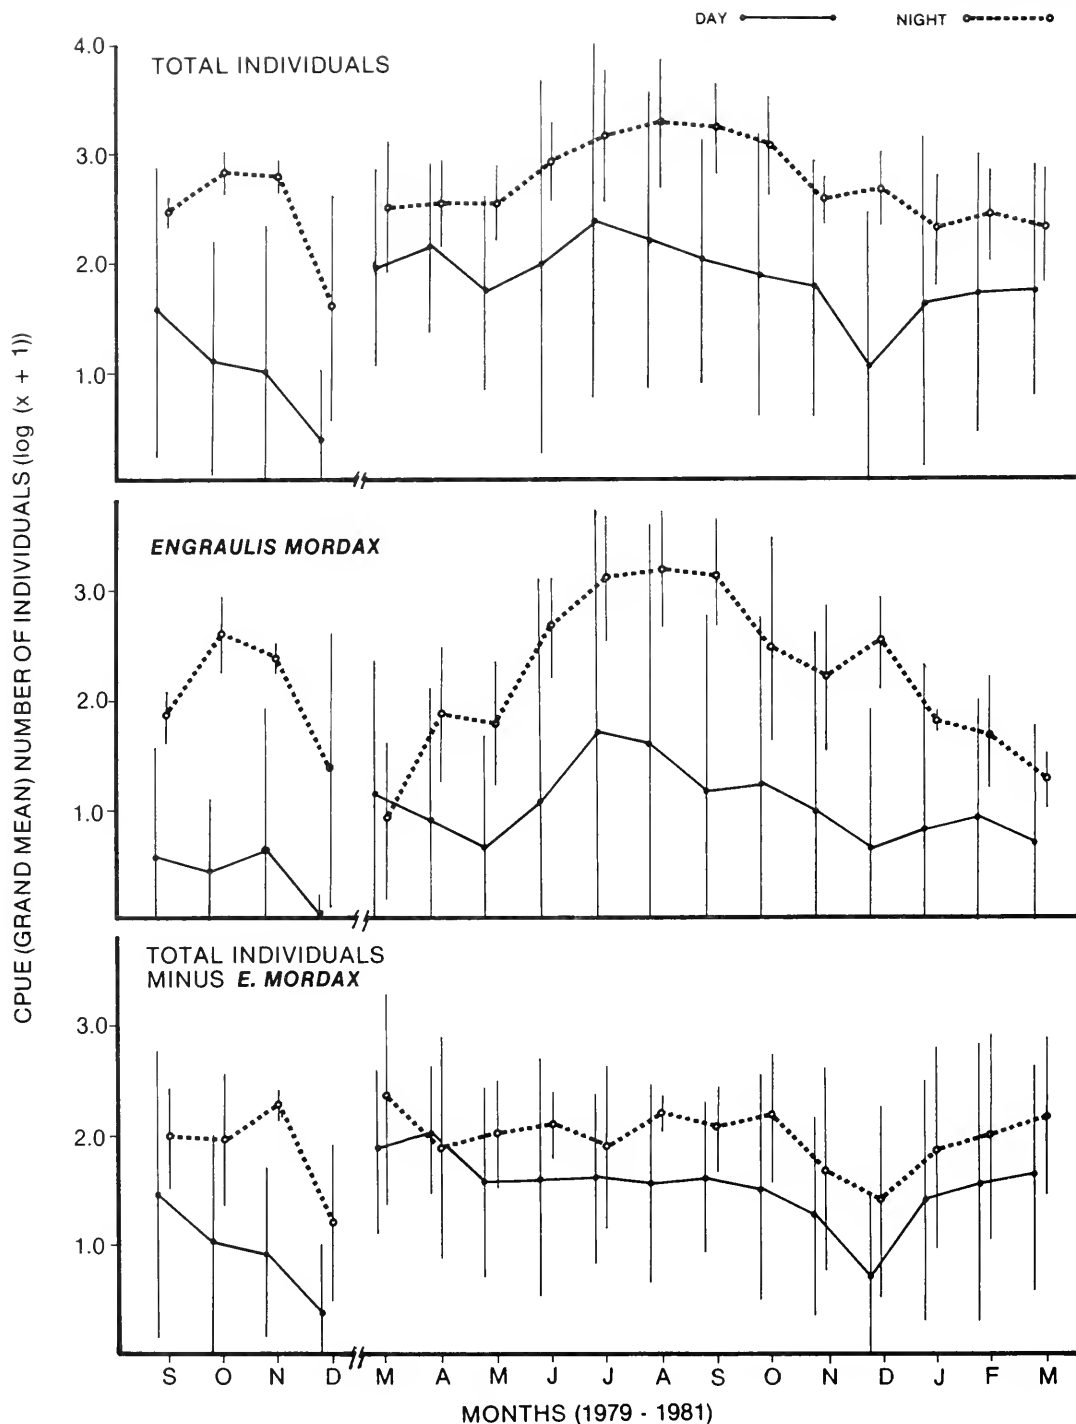 DAY NIGHT
4.0
TOTAL INDIVIDUALS
3.0
2.0
1.0
ENGRAULIS MORDAX
3.0
2.0
1.0
TOTAL INDIVIDUALS
MINUS E. MORDAX
3.0
2.0
1.0
CPUE (GRAND MEAN) NUMBER OF INDIVIDUALS (log (x + 1))
S O N D M A M J J A S O N D J F M
MONTHS (1979 - 1981)